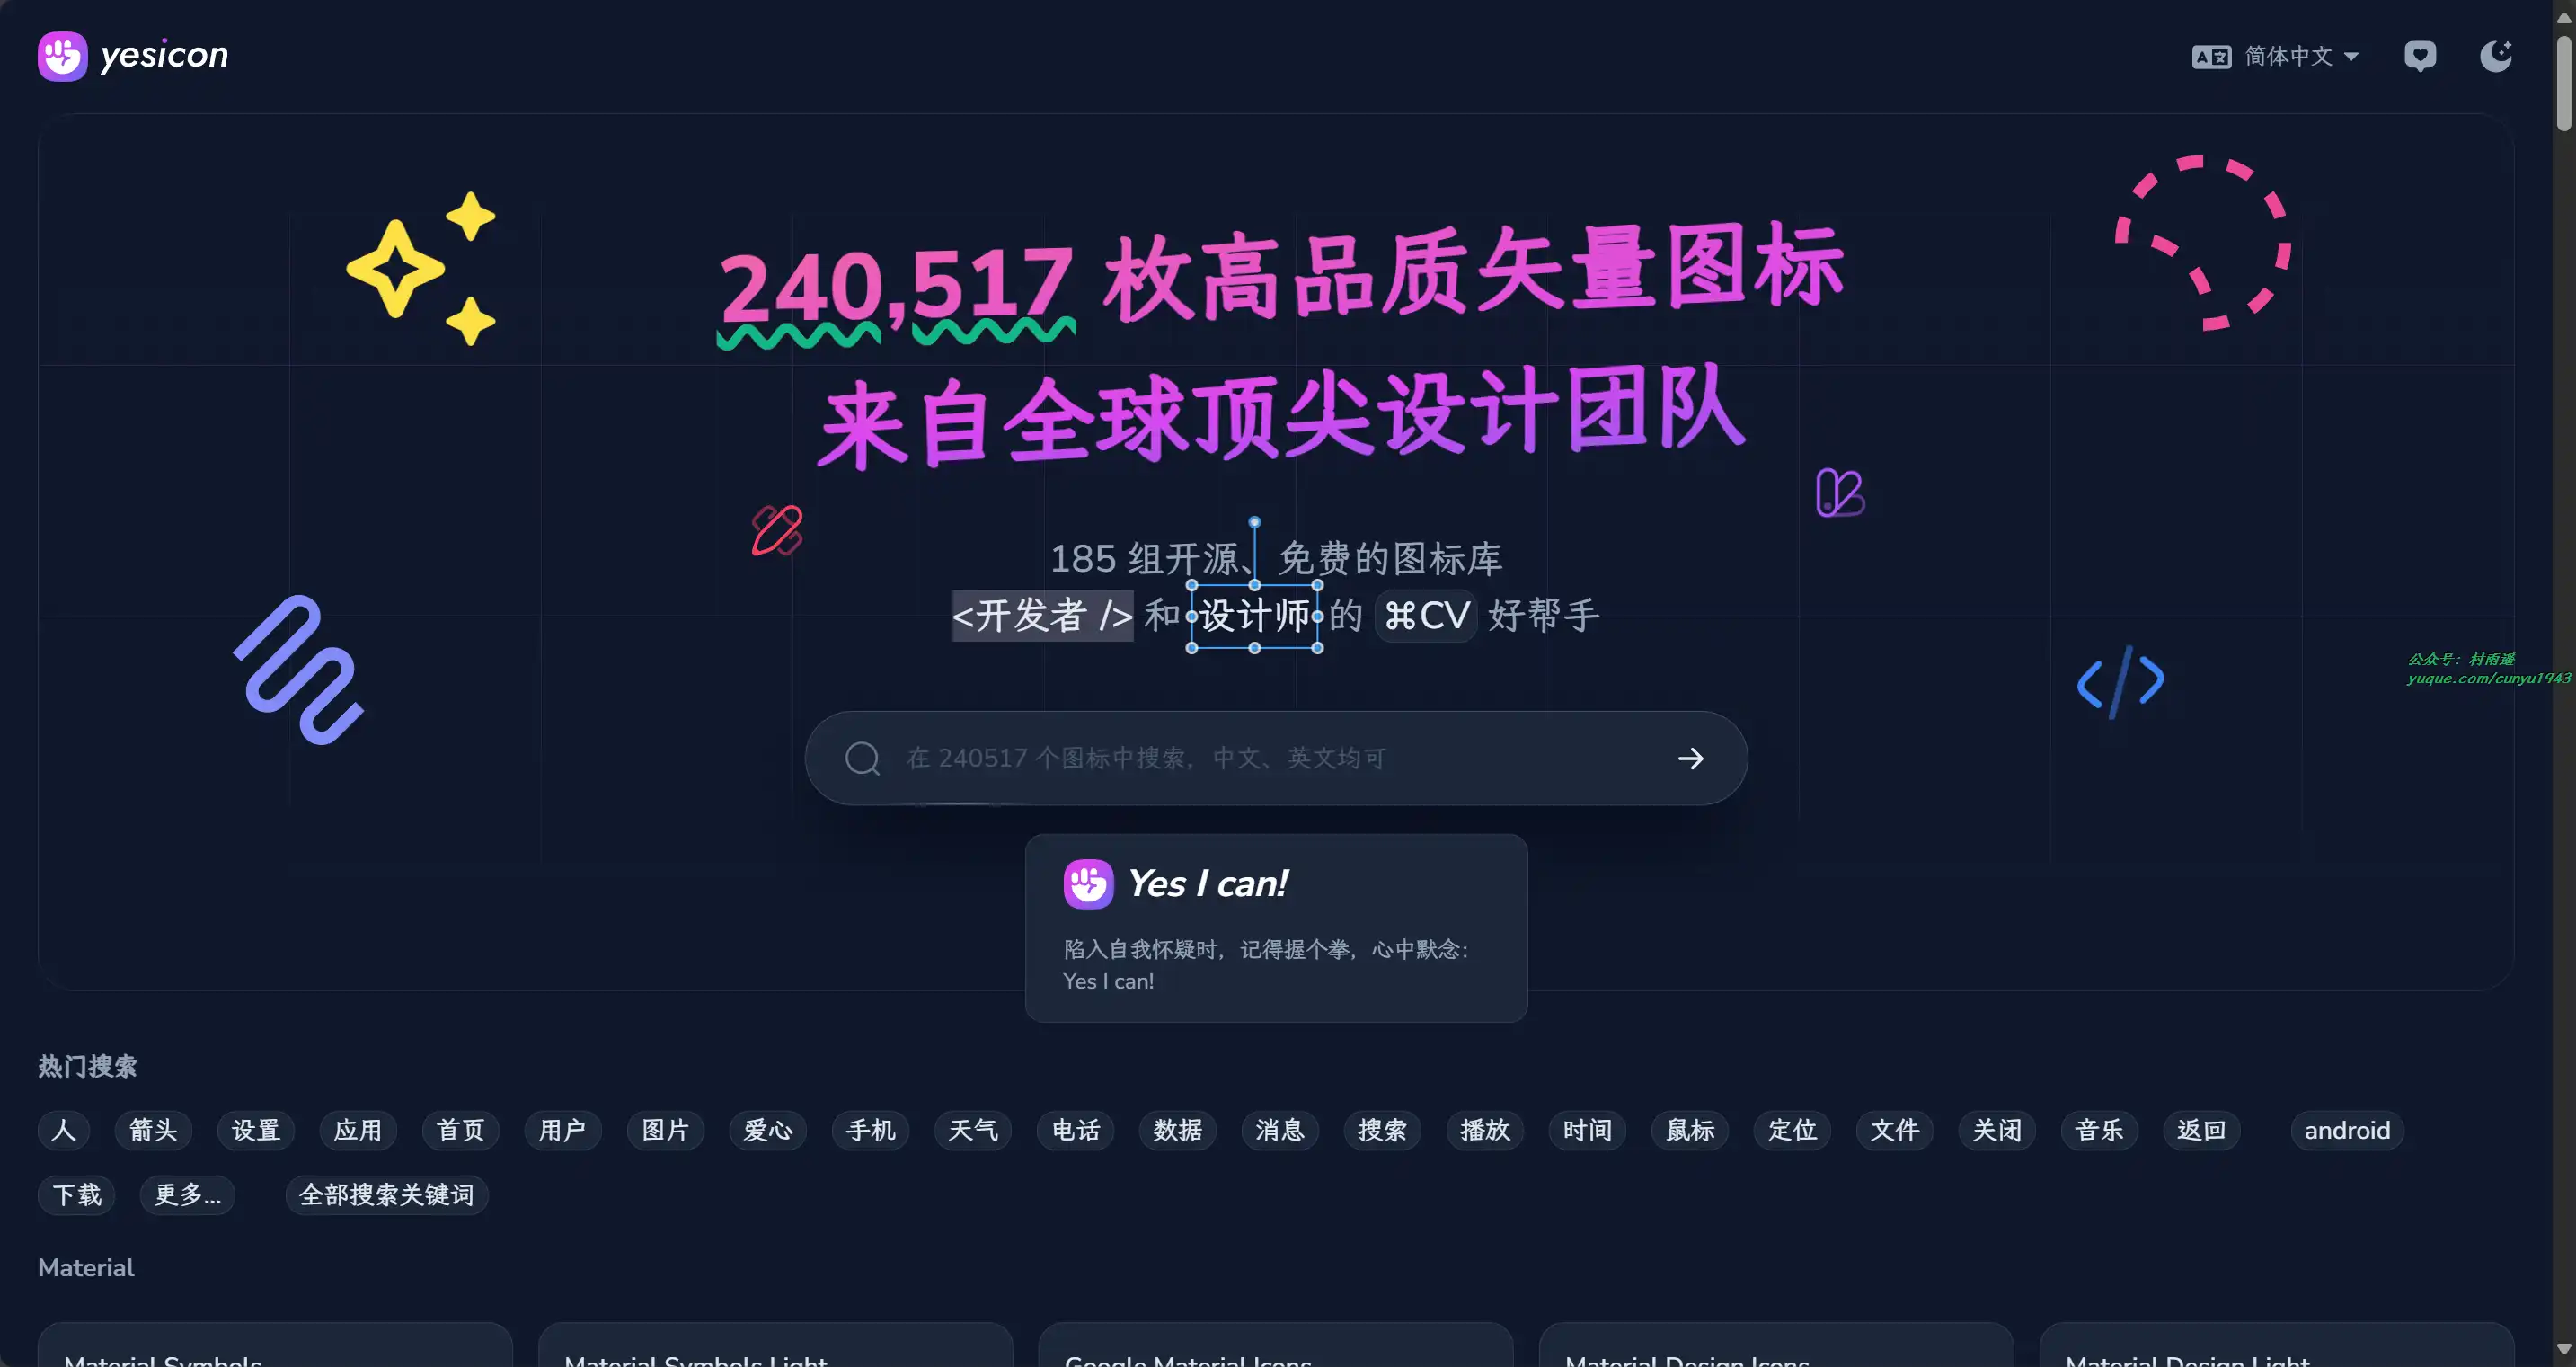 yesicon
简体中文
240,517 枚高品质矢量图标
来自全球顶尖设计团队
185 组开源、免费的图标库
<开发者 /> 和 设计师 的 ⌘CV 好帮手
公众号：村雨遥
yuque.com/cunyu1943
在 240517 个图标中搜索，中文、英文均可
Yes I can!
陷入自我怀疑时，记得握个拳，心中默念：
Yes I can!
热门搜索
人 箭头 设置 应用 首页 用户 图片 爱心 手机 天气 电话 数据 消息 搜索 播放 时间 鼠标 定位 文件 关闭 音乐 返回 android
下载 更多... 全部搜索关键词
Material
Material Symbols Material Symbols Light Google Material Icons Material Design Icons Material Design Light